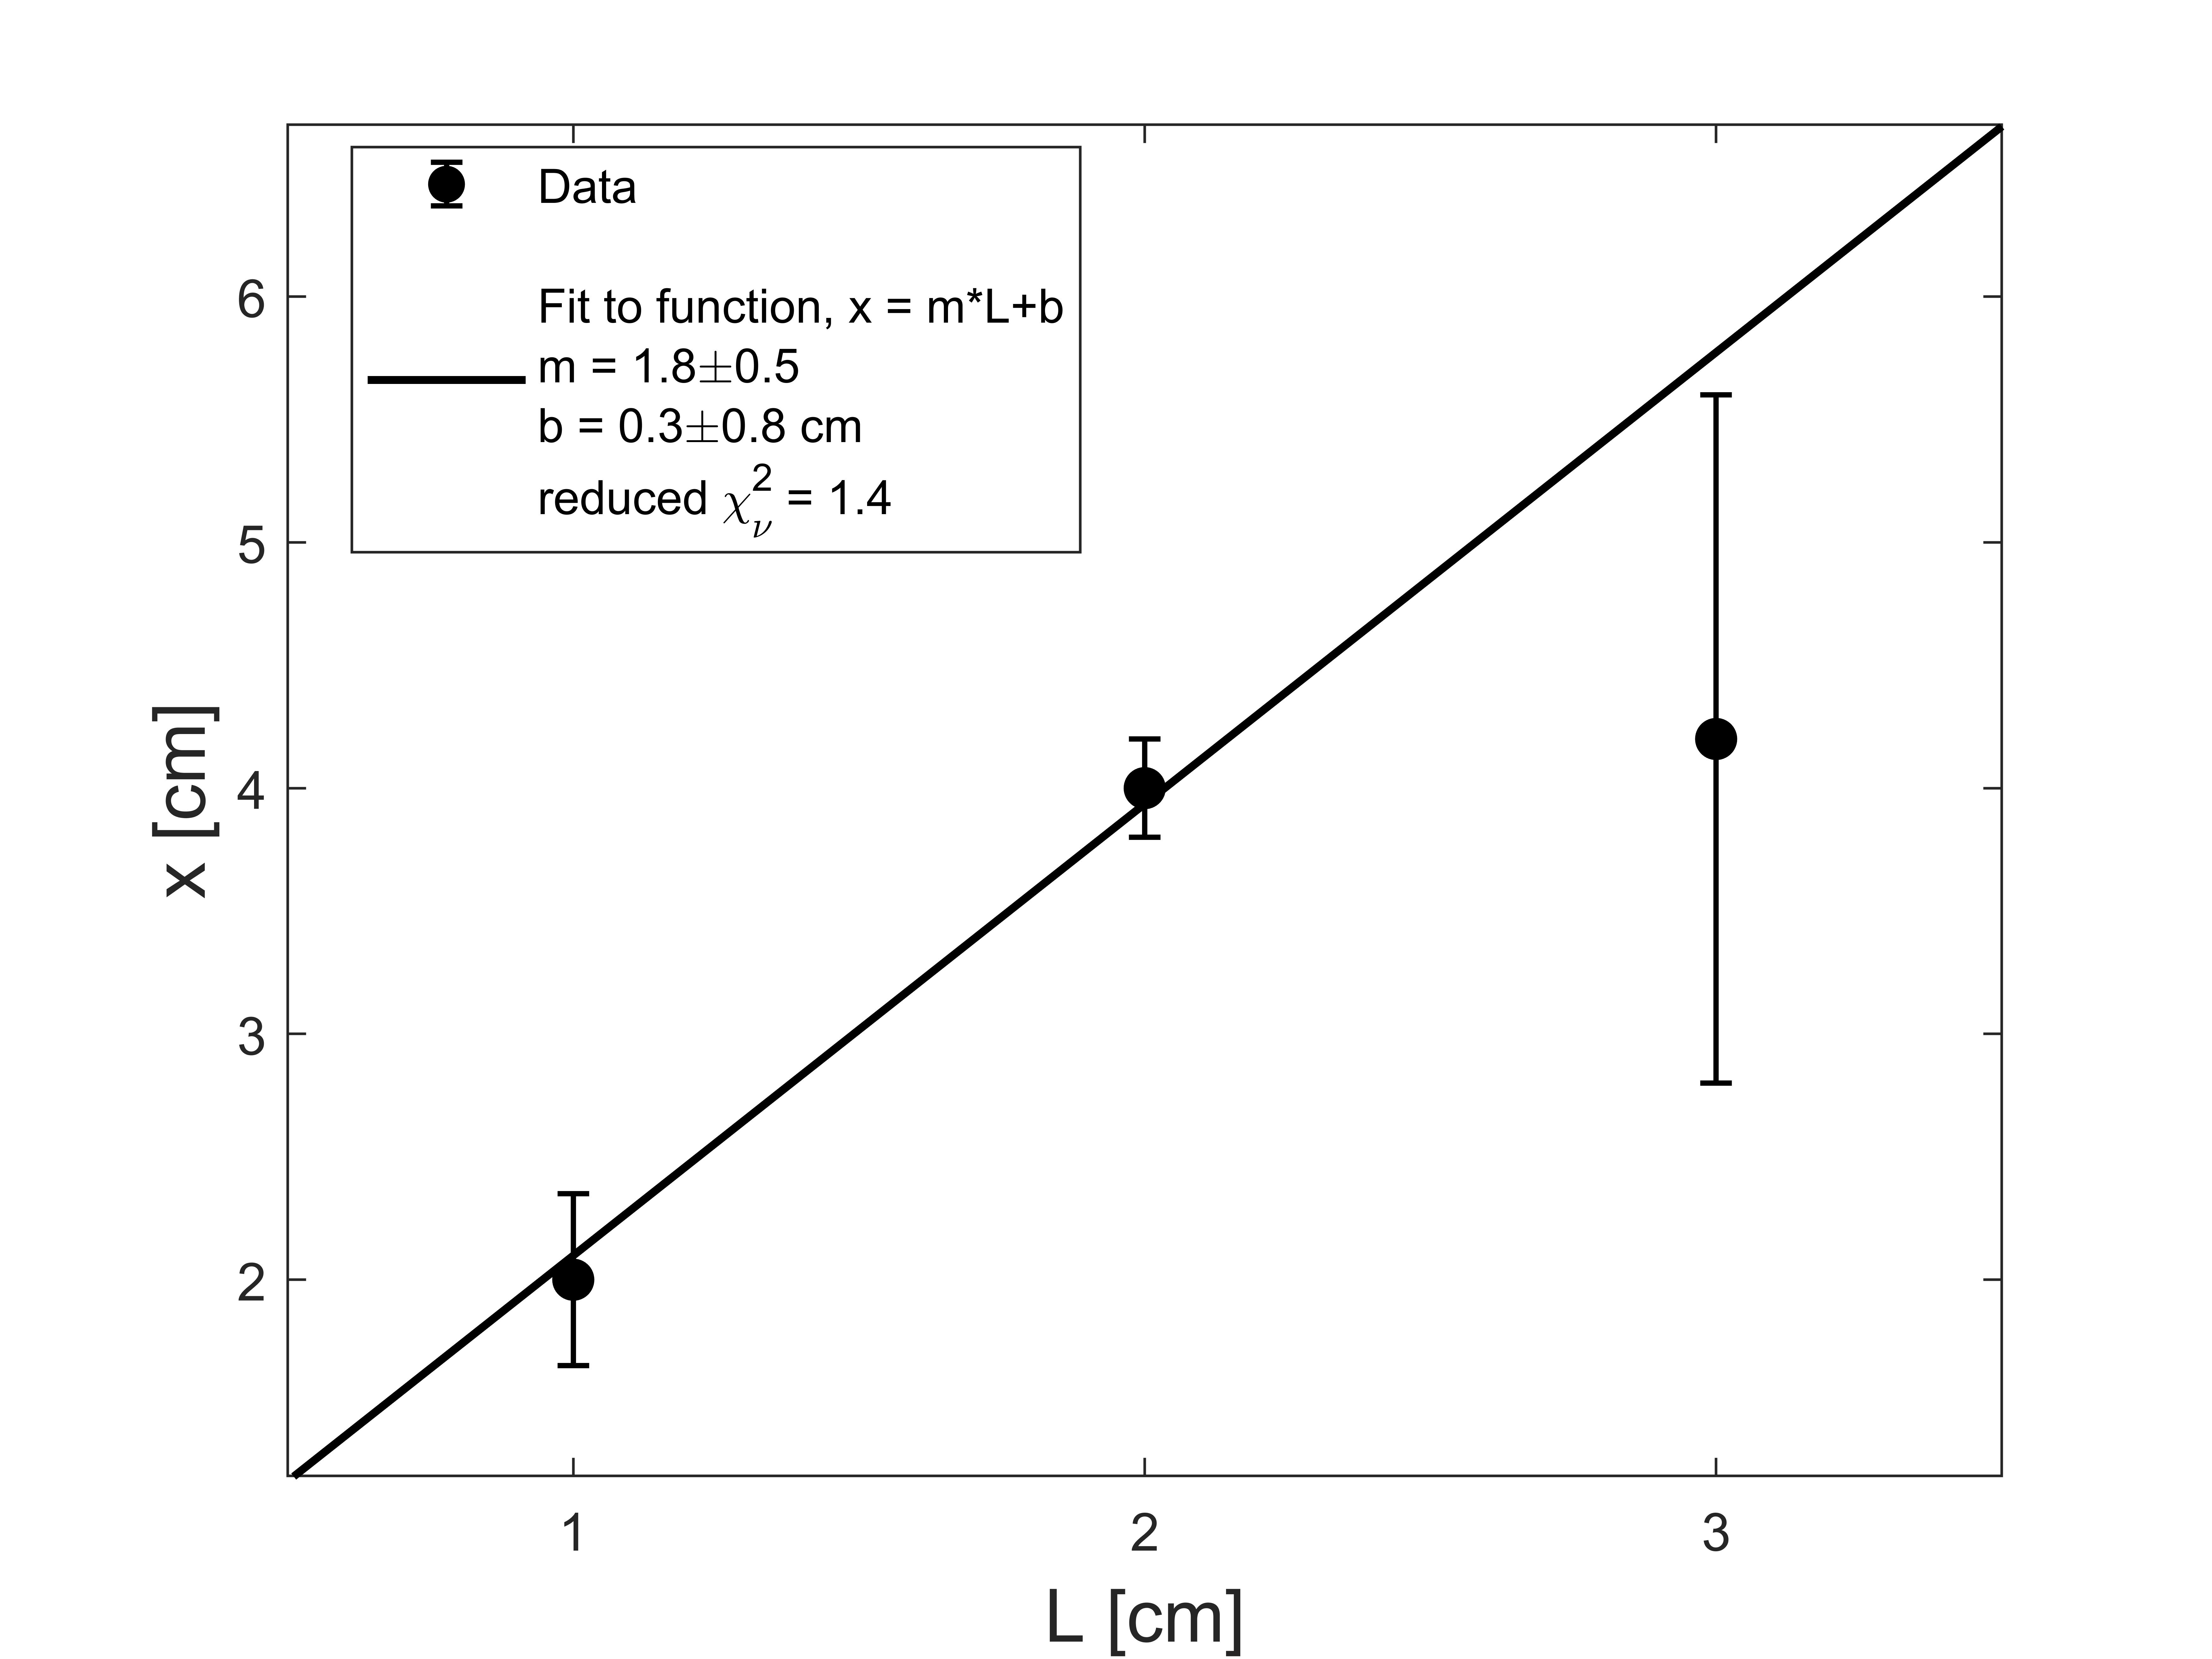 Data
Fit to function, x = m*L+b
m = 1.8±0.5
b = 0.3±0.8 cm
reduced χ²ᵥ = 1.4
6
5
4
3
2
x [cm]
1 2 3
L [cm]